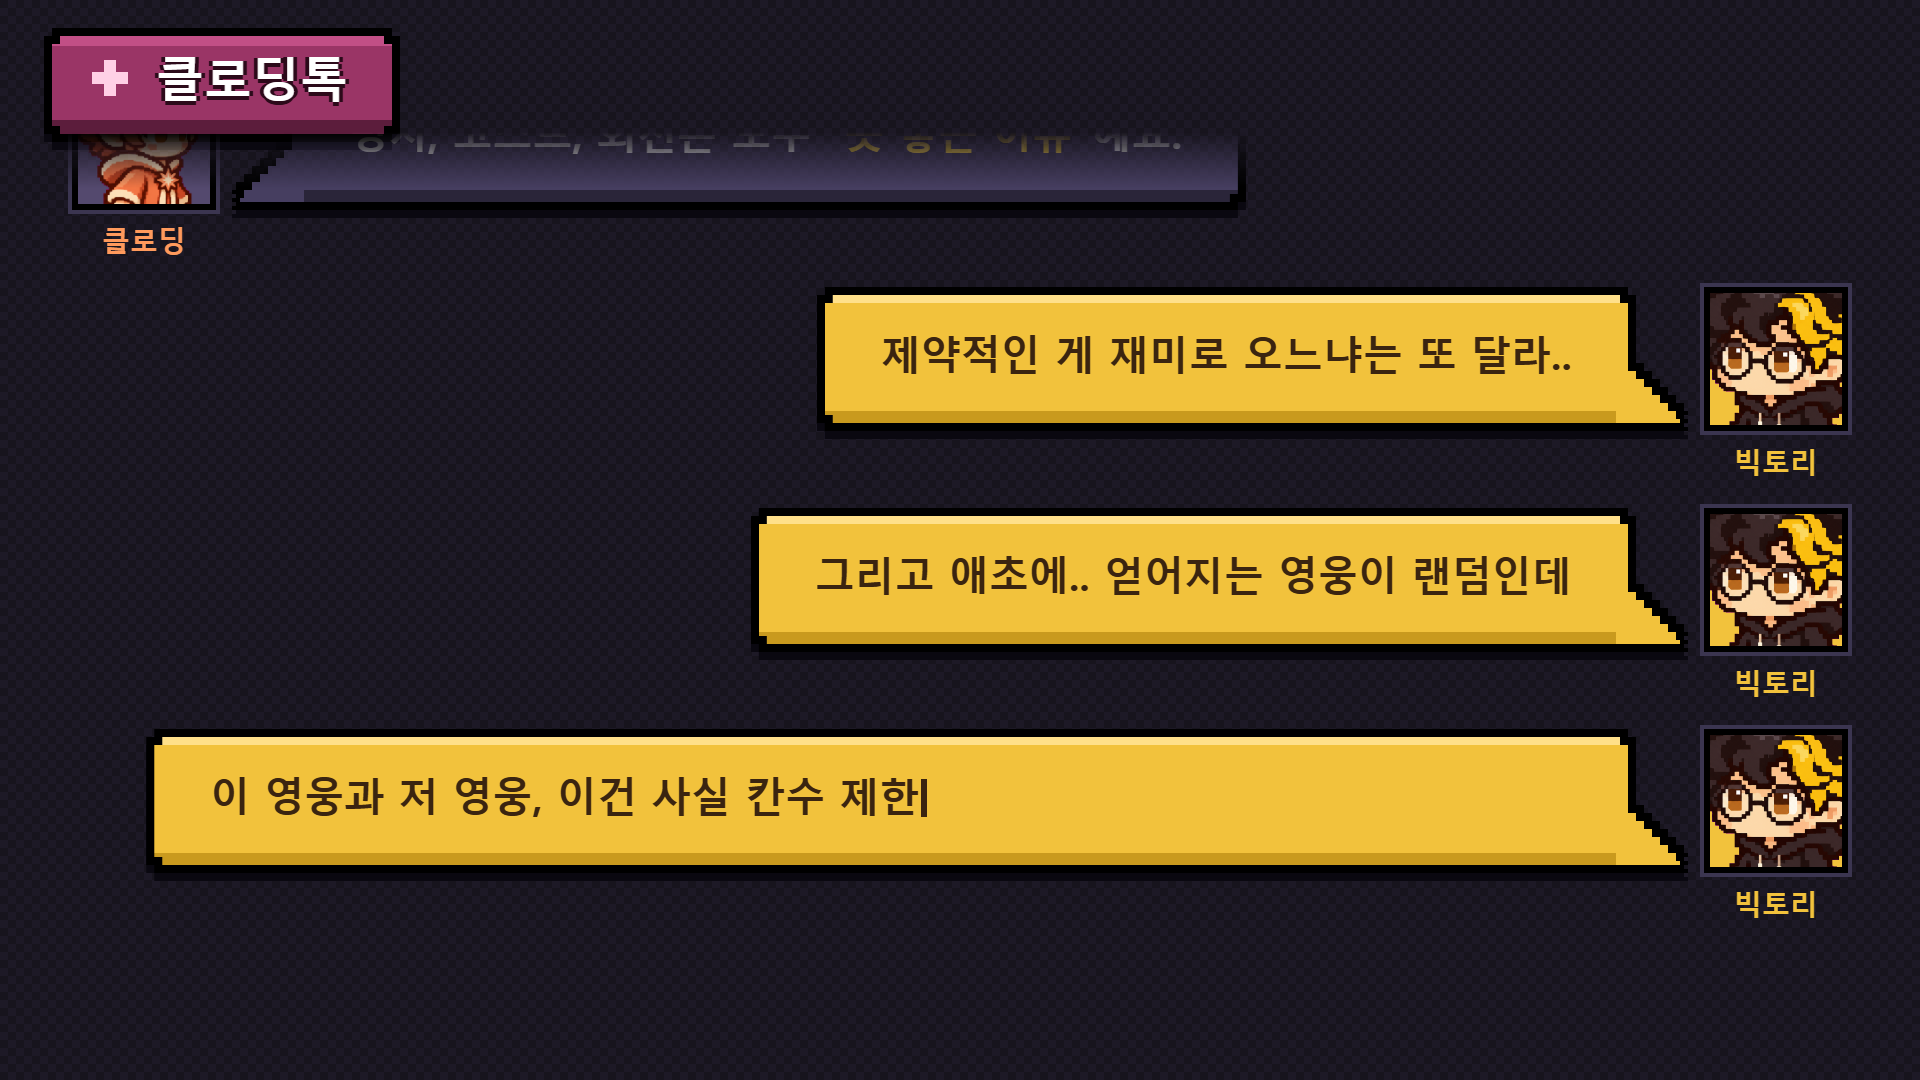 클로딩톡
클로딩
제약적인 게 재미로 오느냐는 또 달라..
빅토리
그리고 애초에.. 얻어지는 영웅이 랜덤인데
빅토리
이 영웅과 저 영웅, 이건 사실 칸수 제한
빅토리